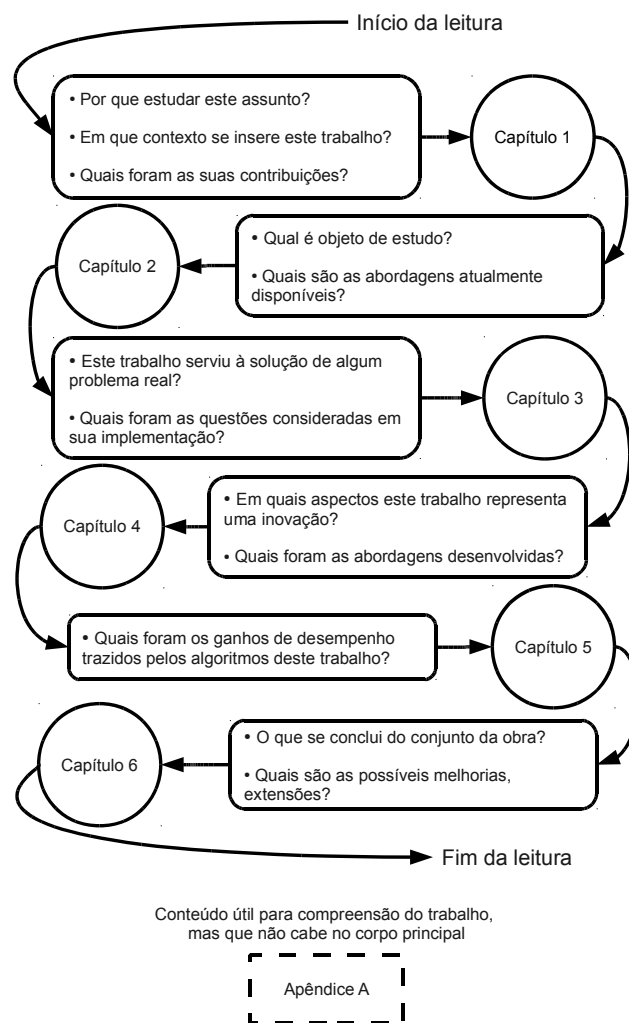 Início da leitura
• Por que estudar este assunto?
• Em que contexto se insere este trabalho?
• Quais foram as suas contribuições?
Capítulo 1
• Qual é objeto de estudo?
• Quais são as abordagens atualmente
disponíveis?
Capítulo 2
• Este trabalho serviu à solução de algum
problema real?
• Quais foram as questões consideradas em
sua implementação?
Capítulo 3
• Em quais aspectos este trabalho representa
uma inovação?
• Quais foram as abordagens desenvolvidas?
Capítulo 4
• Quais foram os ganhos de desempenho
trazidos pelos algoritmos deste trabalho?
Capítulo 5
• O que se conclui do conjunto da obra?
• Quais são as possíveis melhorias,
extensões?
Capítulo 6
Fim da leitura
Conteúdo útil para compreensão do trabalho,
mas que não cabe no corpo principal
Apêndice A